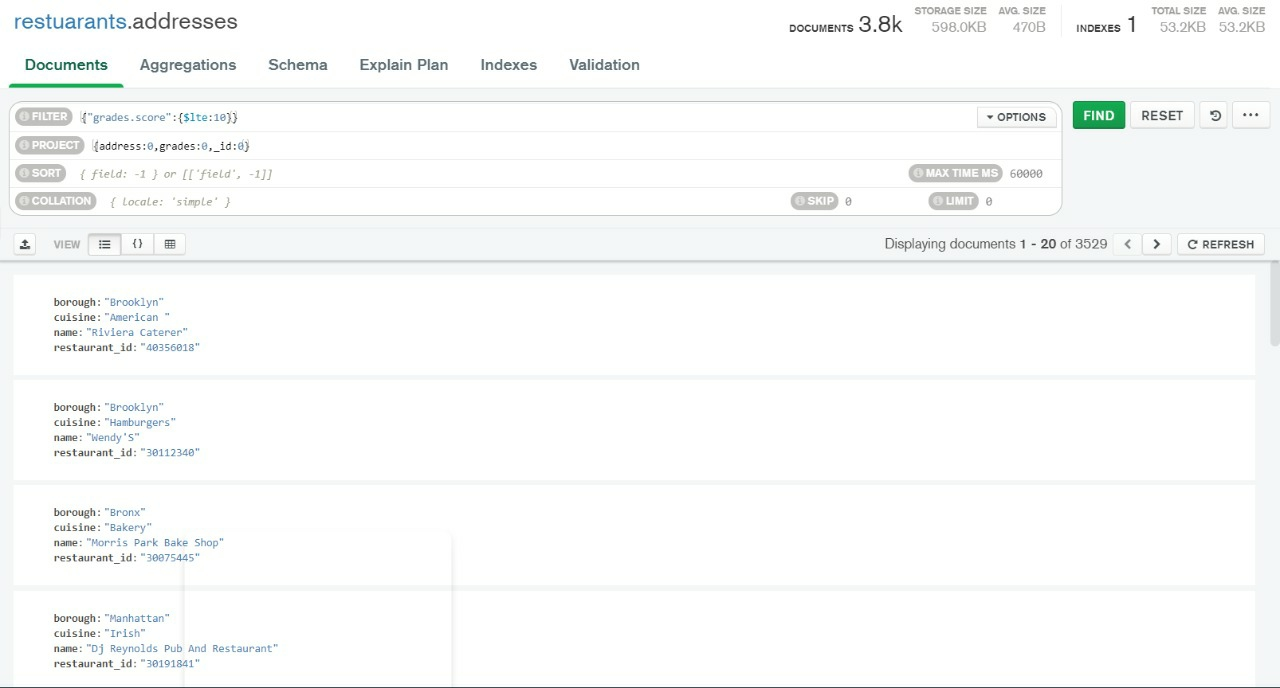 restuarants.addresses
DOCUMENTS 3.8k STORAGE SIZE 598.0KB AVG. SIZE 470B INDEXES 1 TOTAL SIZE 53.2KB AVG. SIZE 53.2KB
Documents Aggregations Schema Explain Plan Indexes Validation
FILTER {"grades.score":{$lte:10}} OPTIONS FIND RESET
PROJECT {address:0,grades:0,_id:0}
SORT { field: -1 } or [['field', -1]] MAX TIME MS 60000
COLLATION { locale: 'simple' } SKIP 0 LIMIT 0
VIEW {} Displaying documents 1 - 20 of 3529 < > REFRESH
borough: "Brooklyn"
cuisine: "American "
name: "Riviera Caterer"
restaurant_id: "40356018"
borough: "Brooklyn"
cuisine: "Hamburgers"
name: "Wendy'S"
restaurant_id: "30112340"
borough: "Bronx"
cuisine: "Bakery"
name: "Morris Park Bake Shop"
restaurant_id: "30075445"
borough: "Manhattan"
cuisine: "Irish"
name: "Dj Reynolds Pub And Restaurant"
restaurant_id: "30191841"